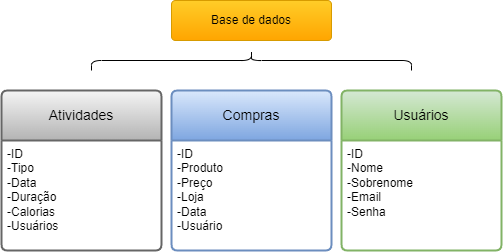 Base de dados
Atividades
-ID
-Tipo
-Data
-Duração
-Calorias
-Usuários
Compras
-ID
-Produto
-Preço
-Loja
-Data
-Usuário
Usuários
-ID
-Nome
-Sobrenome
-Email
-Senha